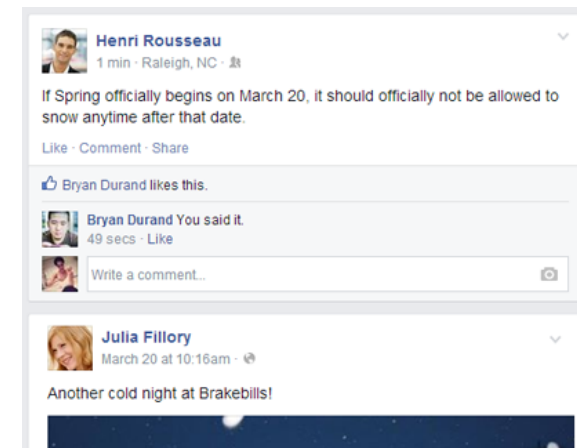 Henri Rousseau
1 min · Raleigh, NC ·
If Spring officially begins on March 20, it should officially not be allowed to
snow anytime after that date.
Like · Comment · Share
Bryan Durand likes this.
Bryan Durand You said it.
49 secs · Like
Write a comment...
Julia Fillory
March 20 at 10:16am ·
Another cold night at Brakebills!